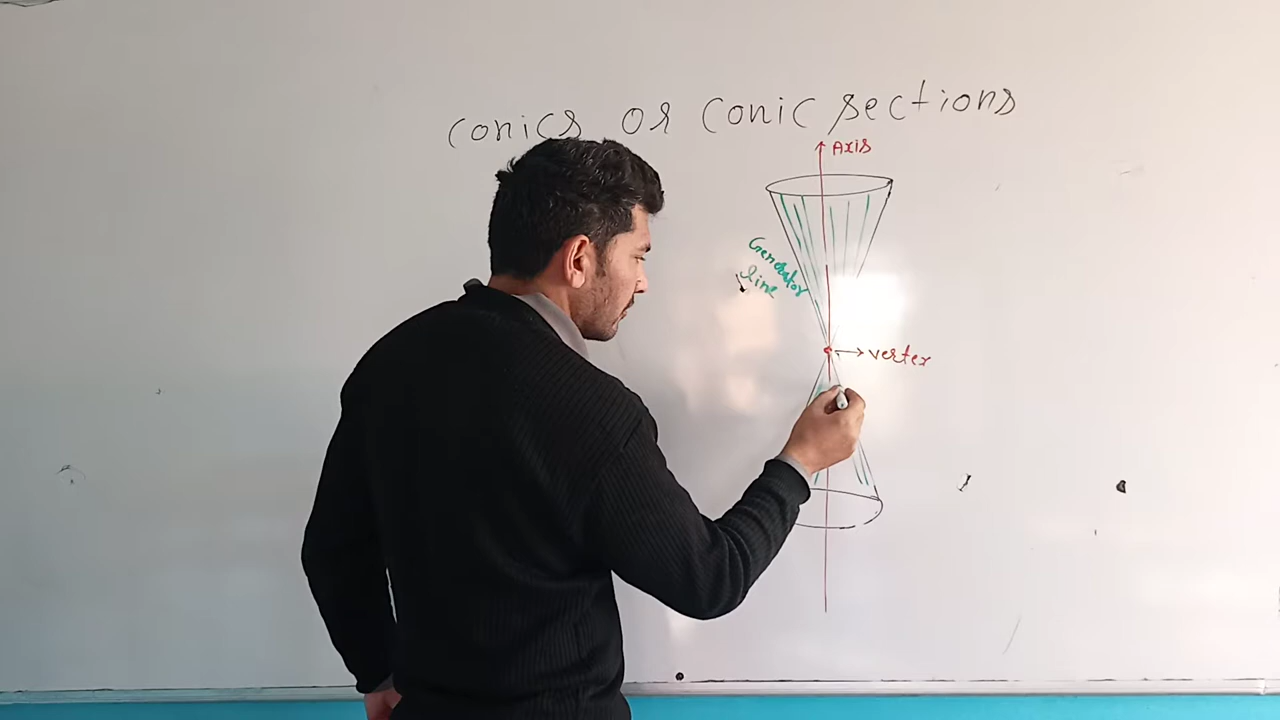 conics or conic sections
Axis
Generator
line
vertex